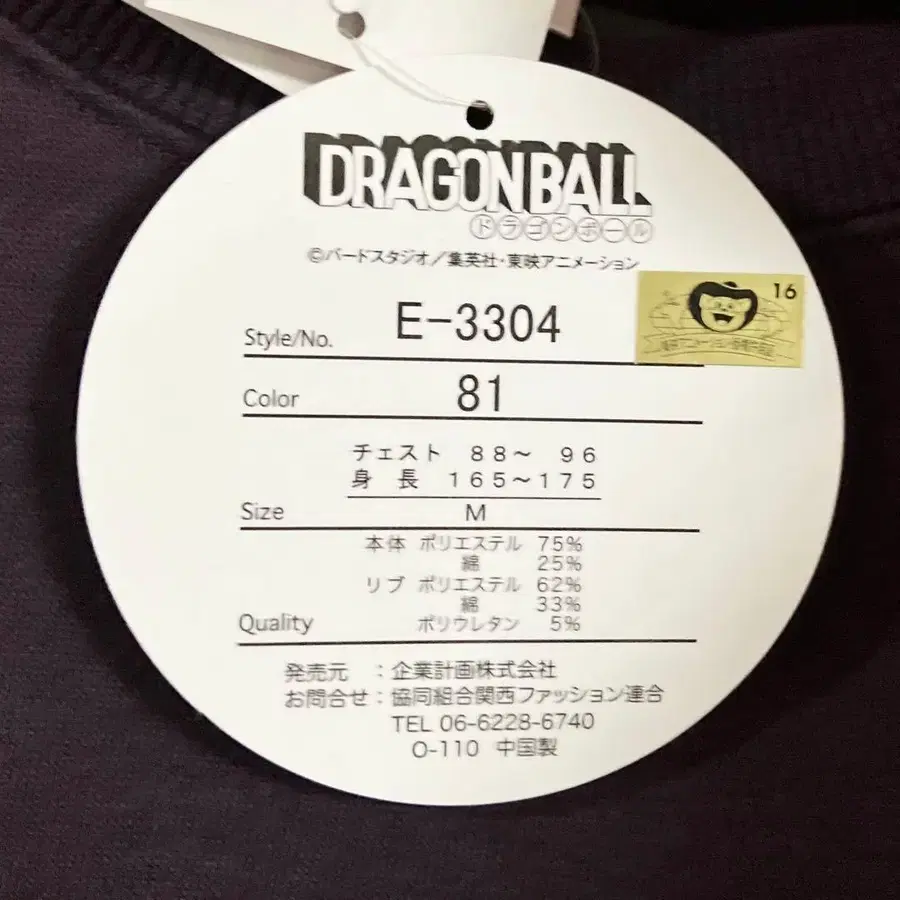 DRAGONBALL
ドラゴンボール
©バードスタジオ／集英社・東映アニメーション
16
Style/No. E-3304
Color 81
チェスト 88～ 96
身長 165～175
Size M
本体 ポリエステル 75%
綿 25%
リブ ポリエステル 62%
綿 33%
Quality ポリウレタン 5%
発売元 ：企業計画株式会社
お問合せ：協同組合関西ファッション連合
TEL 06-6228-6740
O-110 中国製